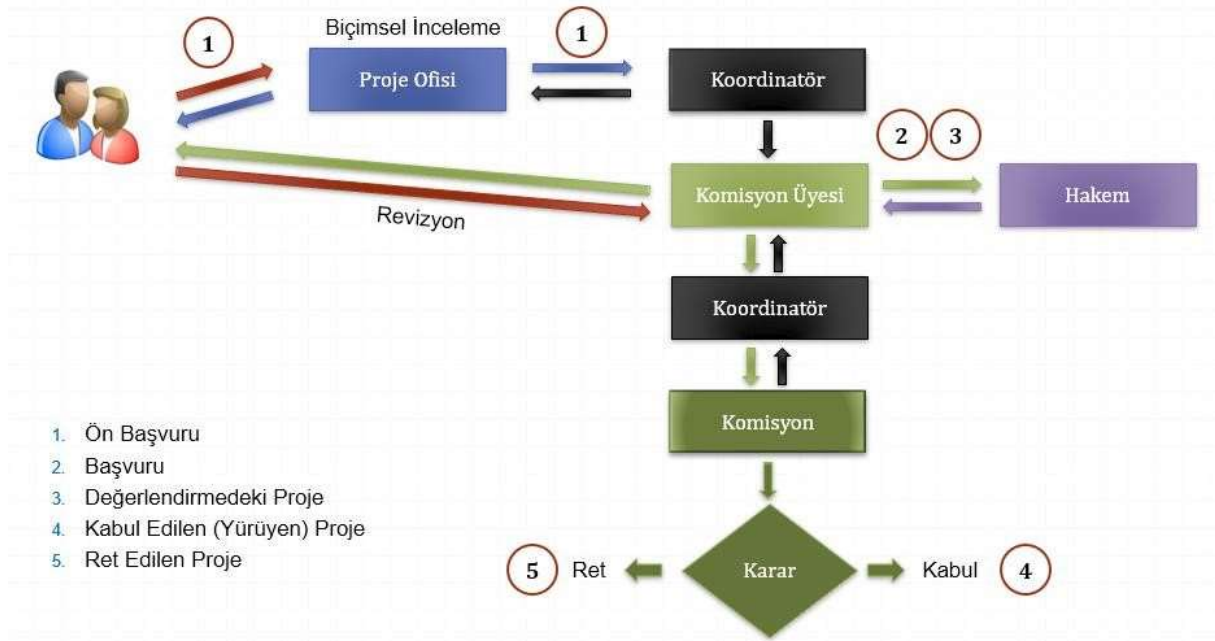 Biçimsel İnceleme
1
1
Proje Ofisi
Koordinatör
2
3
Komisyon Üyesi
Hakem
Revizyon
Koordinatör
Komisyon
1. Ön Başvuru
2. Başvuru
3. Değerlendirmedeki Proje
4. Kabul Edilen (Yürüyen) Proje
5. Ret Edilen Proje
5
Ret
Karar
Kabul
4